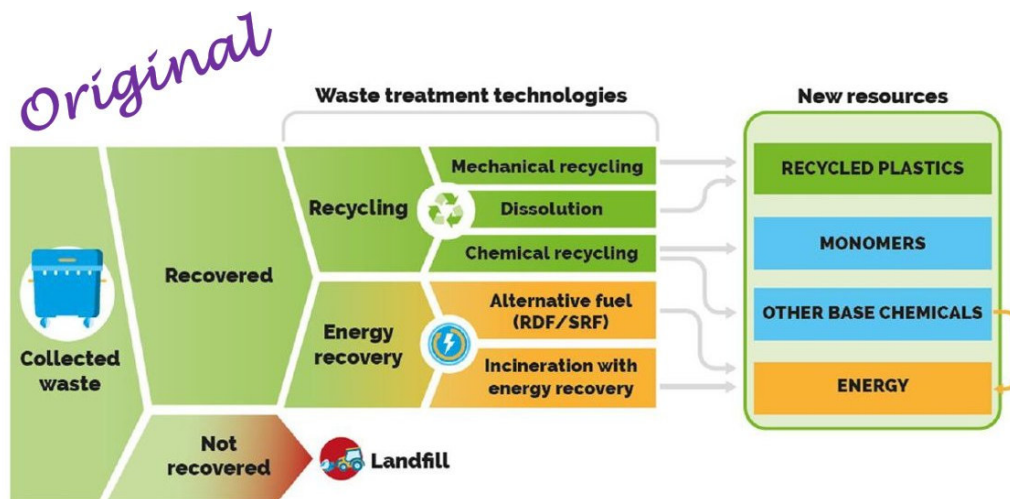 Original
Waste treatment technologies
New resources
Collected
waste
Recovered
Not
recovered
Landfill
Recycling
Energy
recovery
Mechanical recycling
Dissolution
Chemical recycling
Alternative fuel
(RDF/SRF)
Incineration with
energy recovery
RECYCLED PLASTICS
MONOMERS
OTHER BASE CHEMICALS
ENERGY